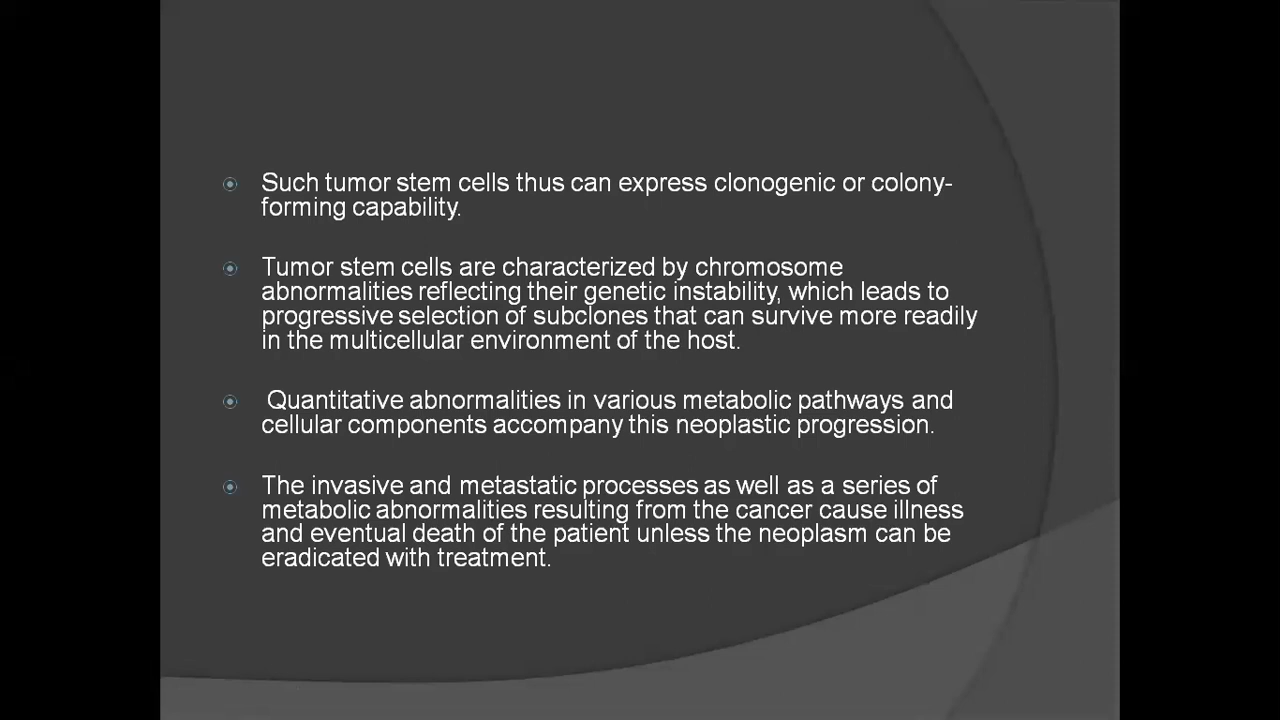 Such tumor stem cells thus can express clonogenic or colony-
forming capability.
Tumor stem cells are characterized by chromosome
abnormalities reflecting their genetic instability, which leads to
progressive selection of subclones that can survive more readily
in the multicellular environment of the host.
Quantitative abnormalities in various metabolic pathways and
cellular components accompany this neoplastic progression.
The invasive and metastatic processes as well as a series of
metabolic abnormalities resulting from the cancer cause illness
and eventual death of the patient unless the neoplasm can be
eradicated with treatment.